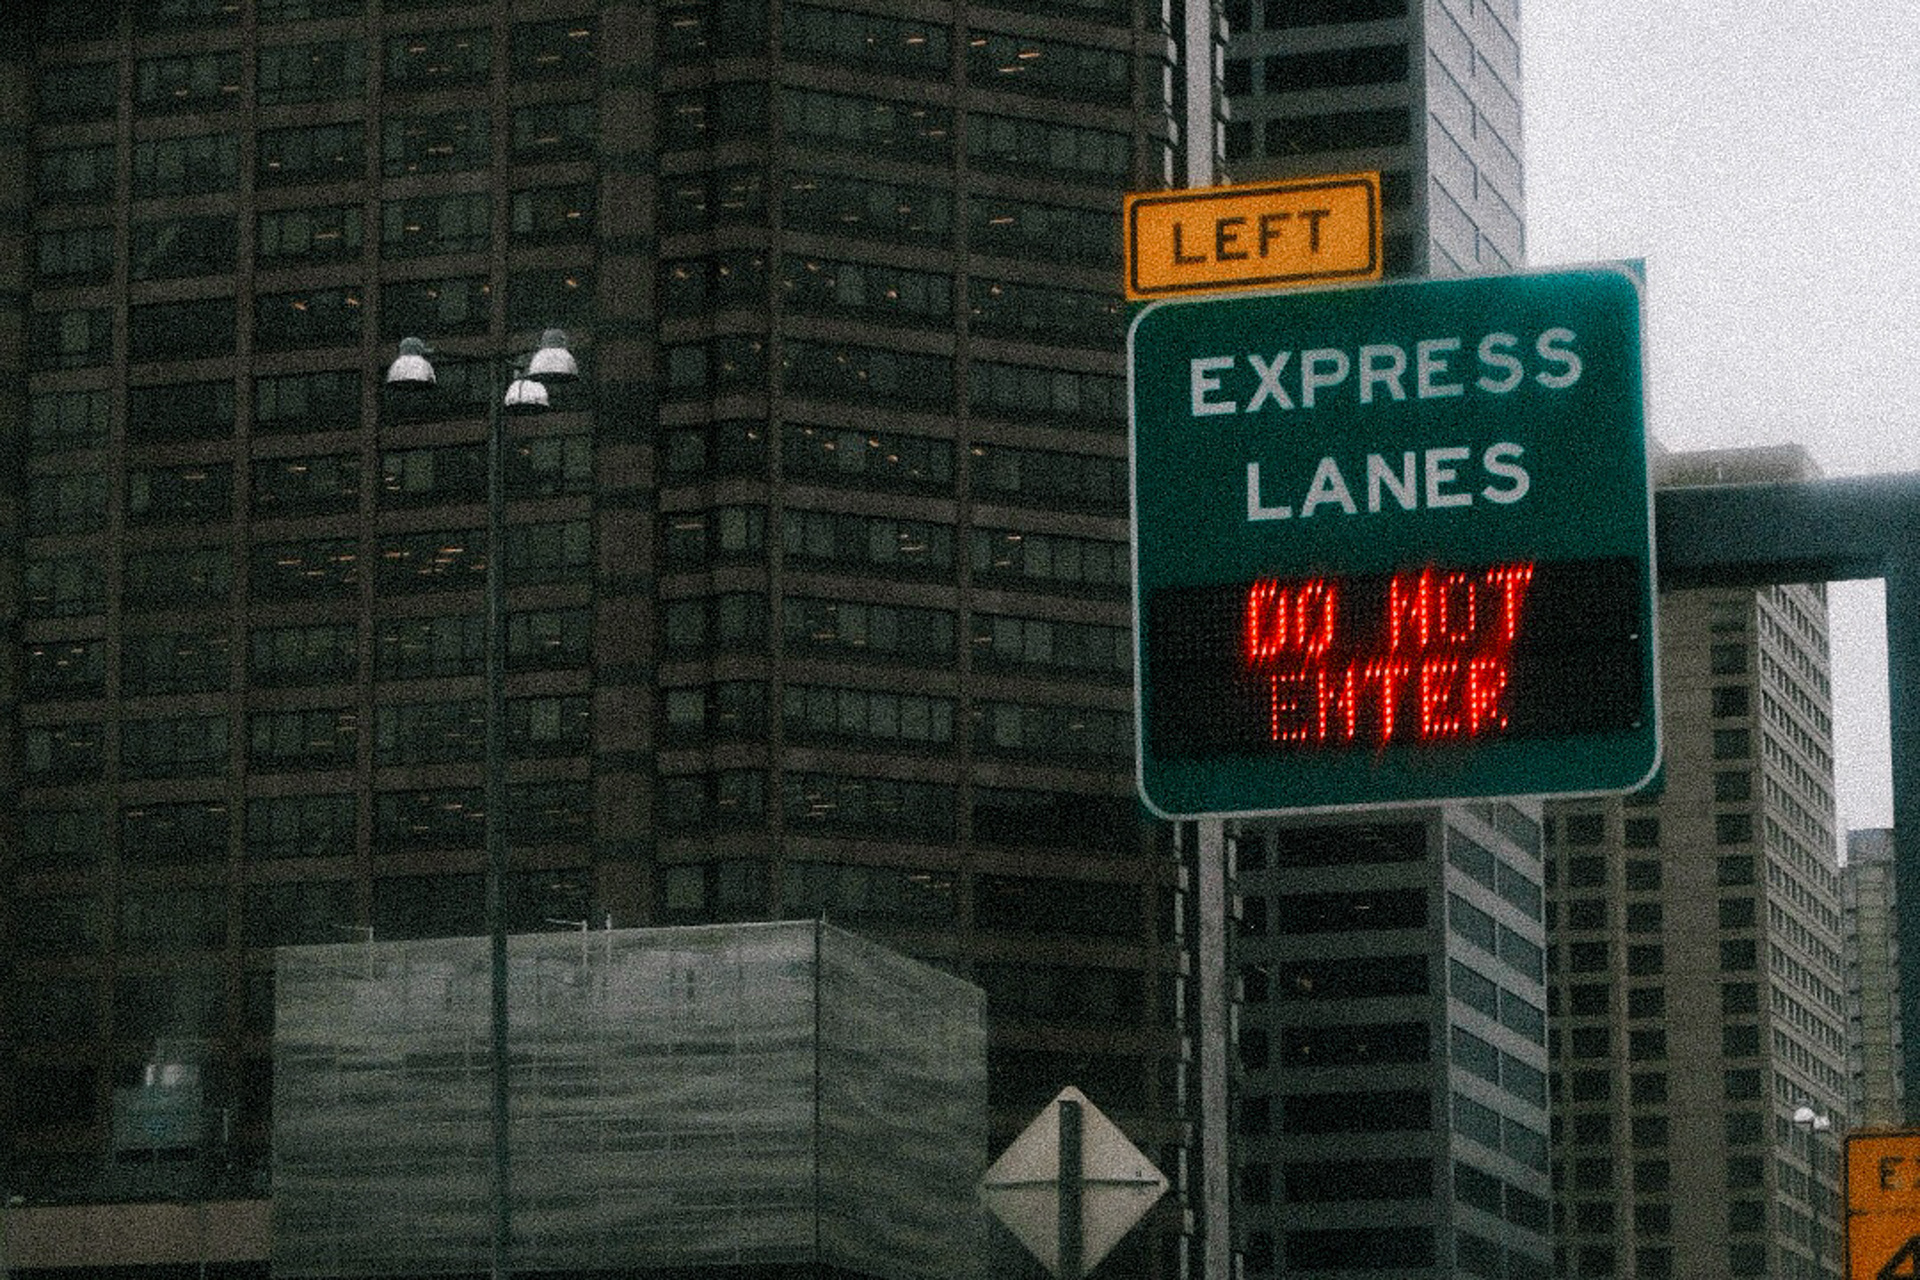 LEFT
EXPRESS
LANES
DO NOT
ENTER